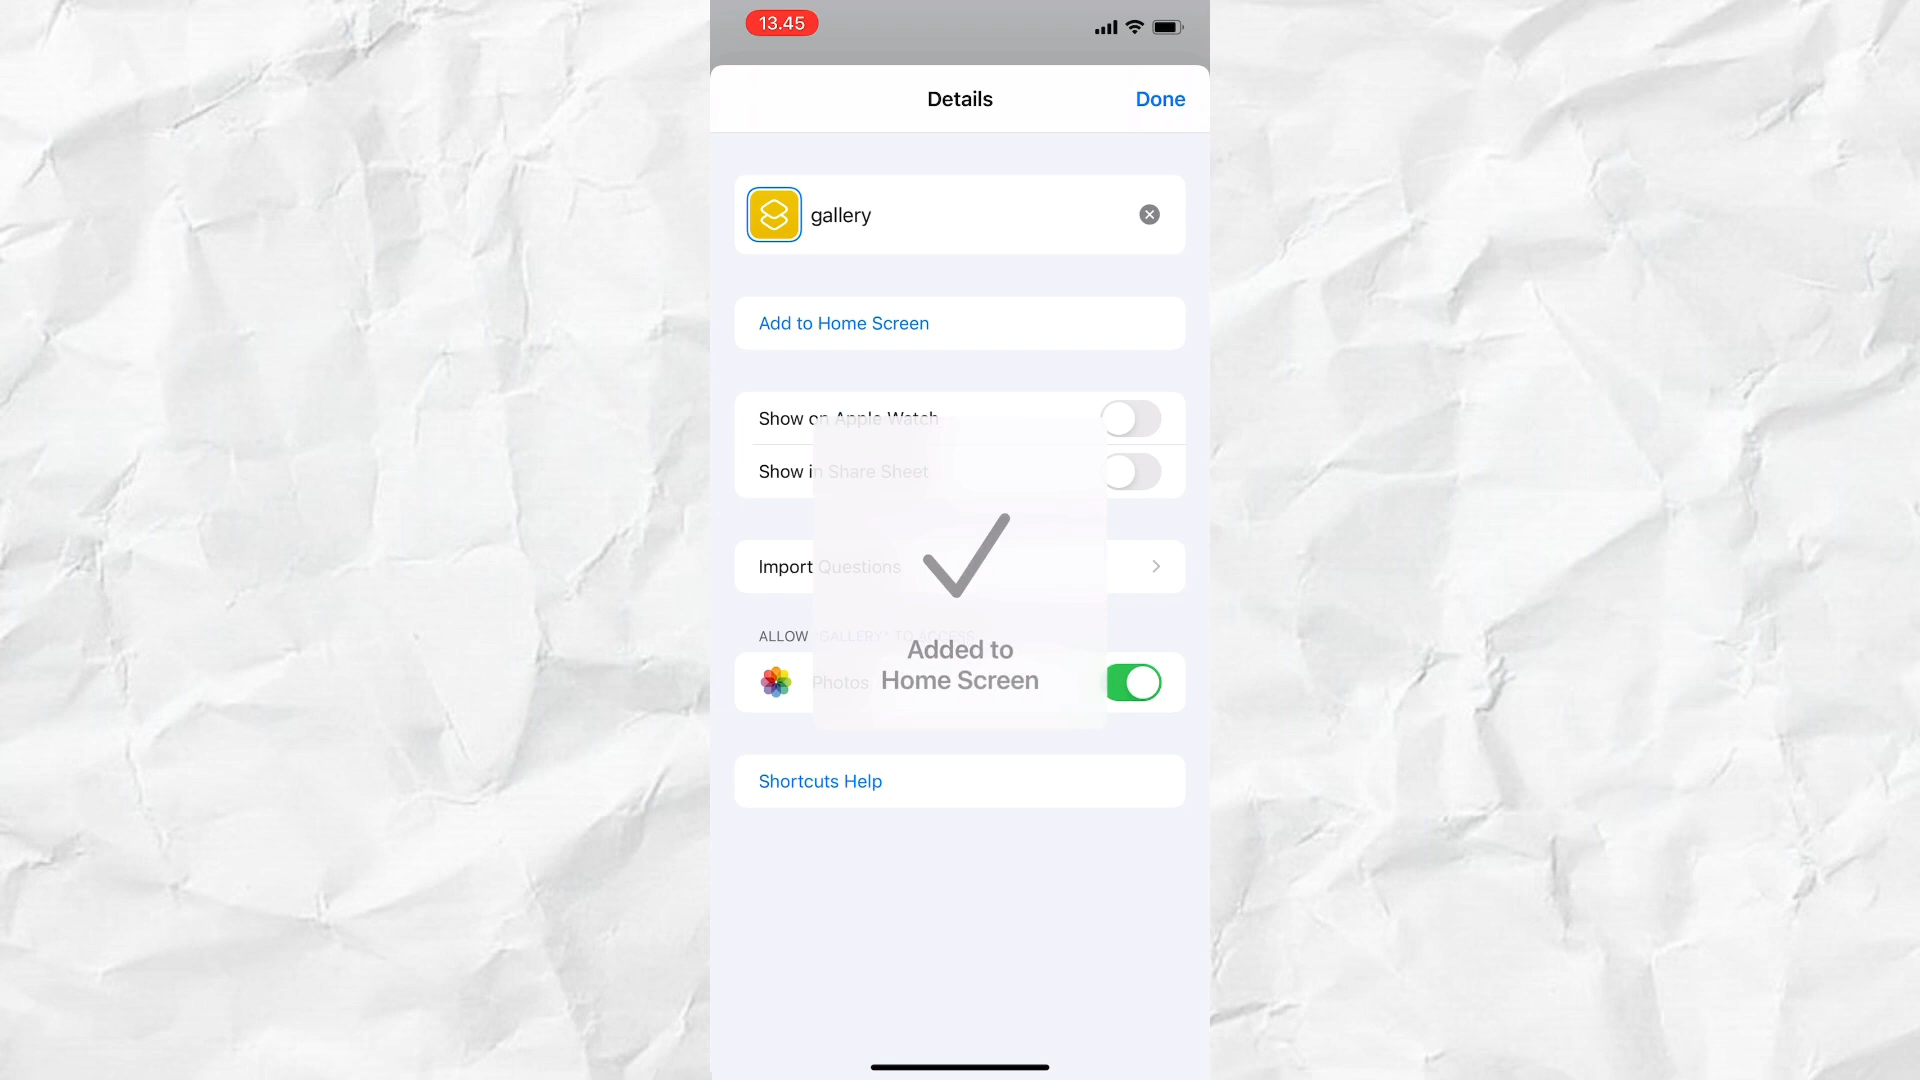 13.45
Details
Done
gallery
Add to Home Screen
Show on Apple Watch
Show in Share Sheet
Import Questions
ALLOW "GALLERY" TO ACCESS
Photos
Added to
Home Screen
Shortcuts Help